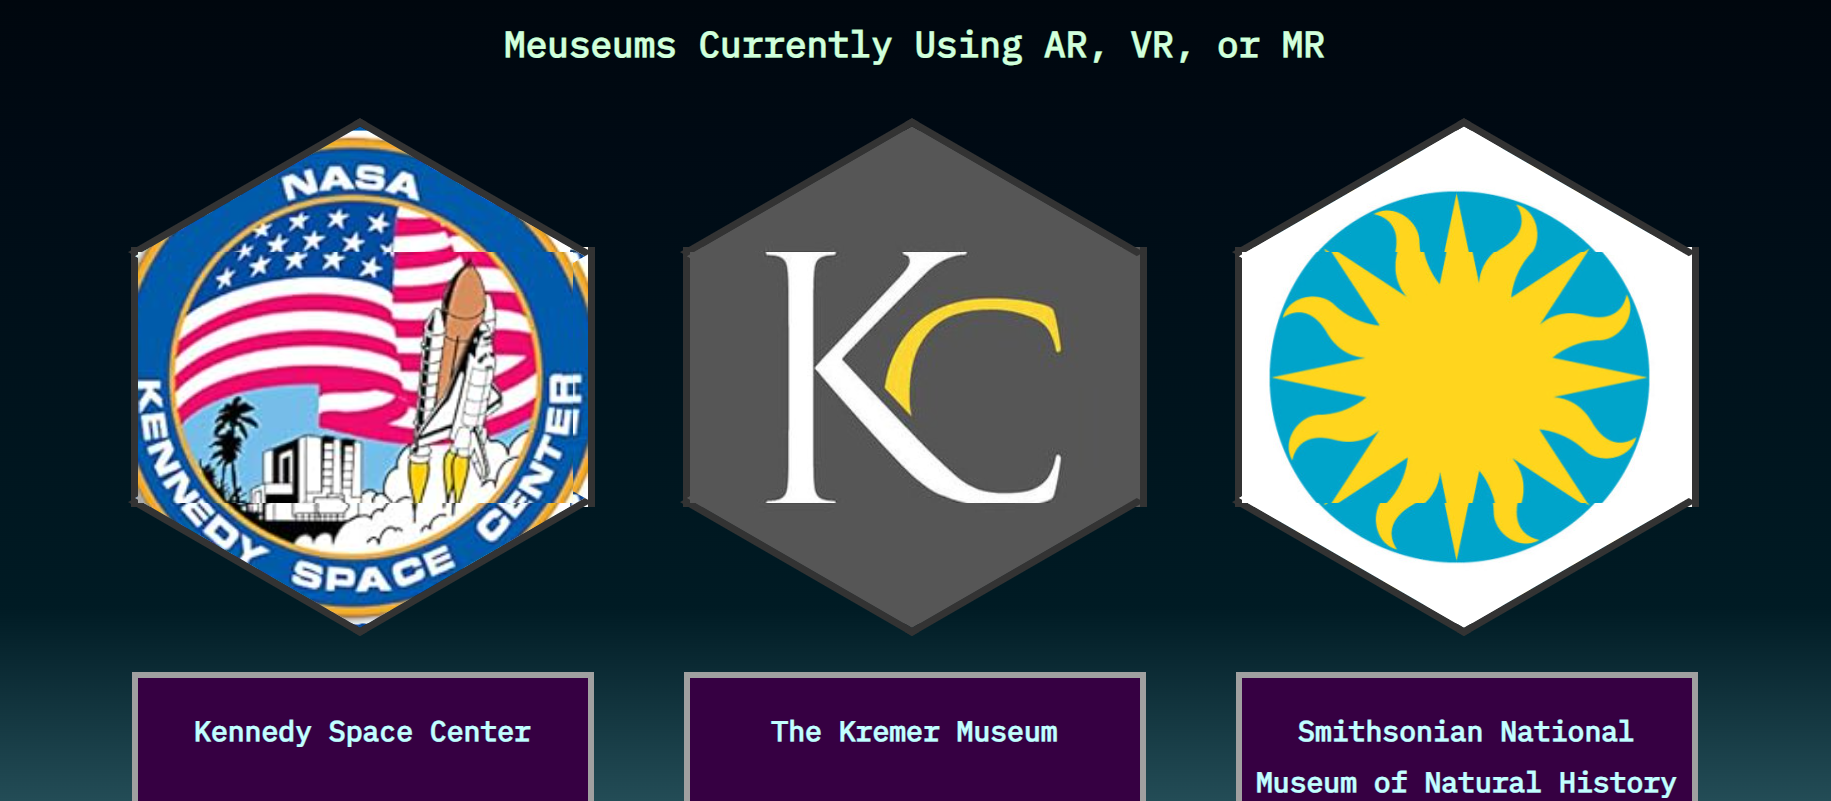 Meuseums Currently Using AR, VR, or MR
NASA
KENNEDY SPACE CENTER
KC
Kennedy Space Center
The Kremer Museum
Smithsonian National
Museum of Natural History